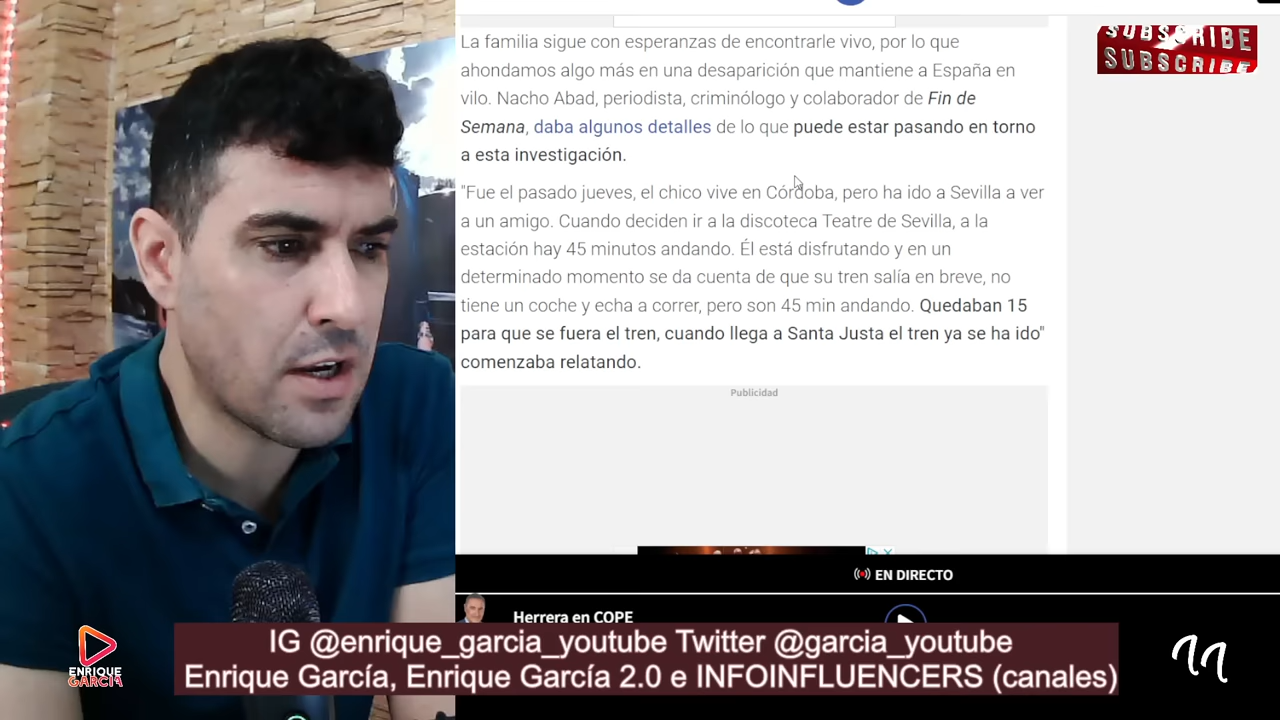 La familia sigue con esperanzas de encontrarle vivo, por lo que
ahondamos algo más en una desaparición que mantiene a España en
vilo. Nacho Abad, periodista, criminólogo y colaborador de Fin de
Semana, daba algunos detalles de lo que puede estar pasando en torno
a esta investigación.
"Fue el pasado jueves, el chico vive en Córdoba, pero ha ido a Sevilla a ver
a un amigo. Cuando deciden ir a la discoteca Teatre de Sevilla, a la
estación hay 45 minutos andando. Él está disfrutando y en un
determinado momento se da cuenta de que su tren salía en breve, no
tiene un coche y echa a correr, pero son 45 min andando. Quedaban 15
para que se fuera el tren, cuando llega a Santa Justa el tren ya se ha ido"
comenzaba relatando.
Publicidad
SUBSCRIBE
SUBSCRIBE
EN DIRECTO
Herrera en COPE
IG @enrique_garcia_youtube Twitter @garcia_youtube
Enrique García, Enrique García 2.0 e INFOINFLUENCERS (canales)
ENRIQUE
GARCÍA